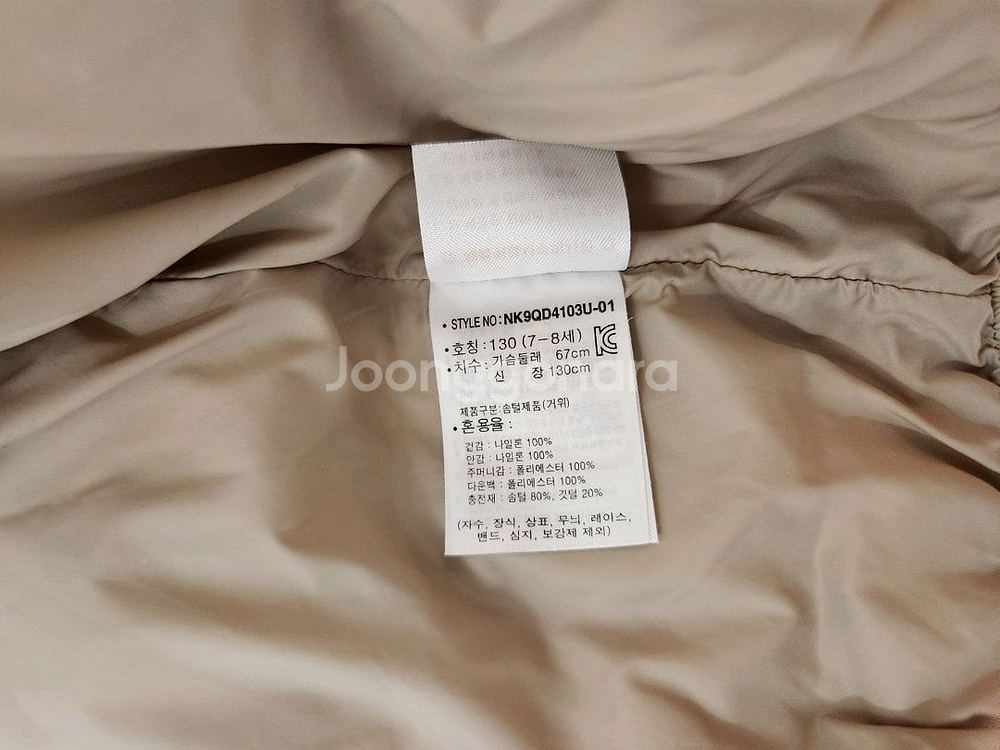 • STYLE NO : NK9QD4103U-01
• 호칭 : 130 (7-8세)
• 치수 : 가슴둘레 67cm
신 장 130cm
Joonggonara
제품구분:솜털제품(거위)
• 혼용율 :
겉감 : 나일론 100%
안감 : 나일론 100%
주머니감 : 폴리에스터 100%
다운백 : 폴리에스터 100%
충전재 : 솜털 80%, 깃털 20%
(자수, 장식, 상표, 무늬, 레이스,
밴드, 심지, 보강제 제외)